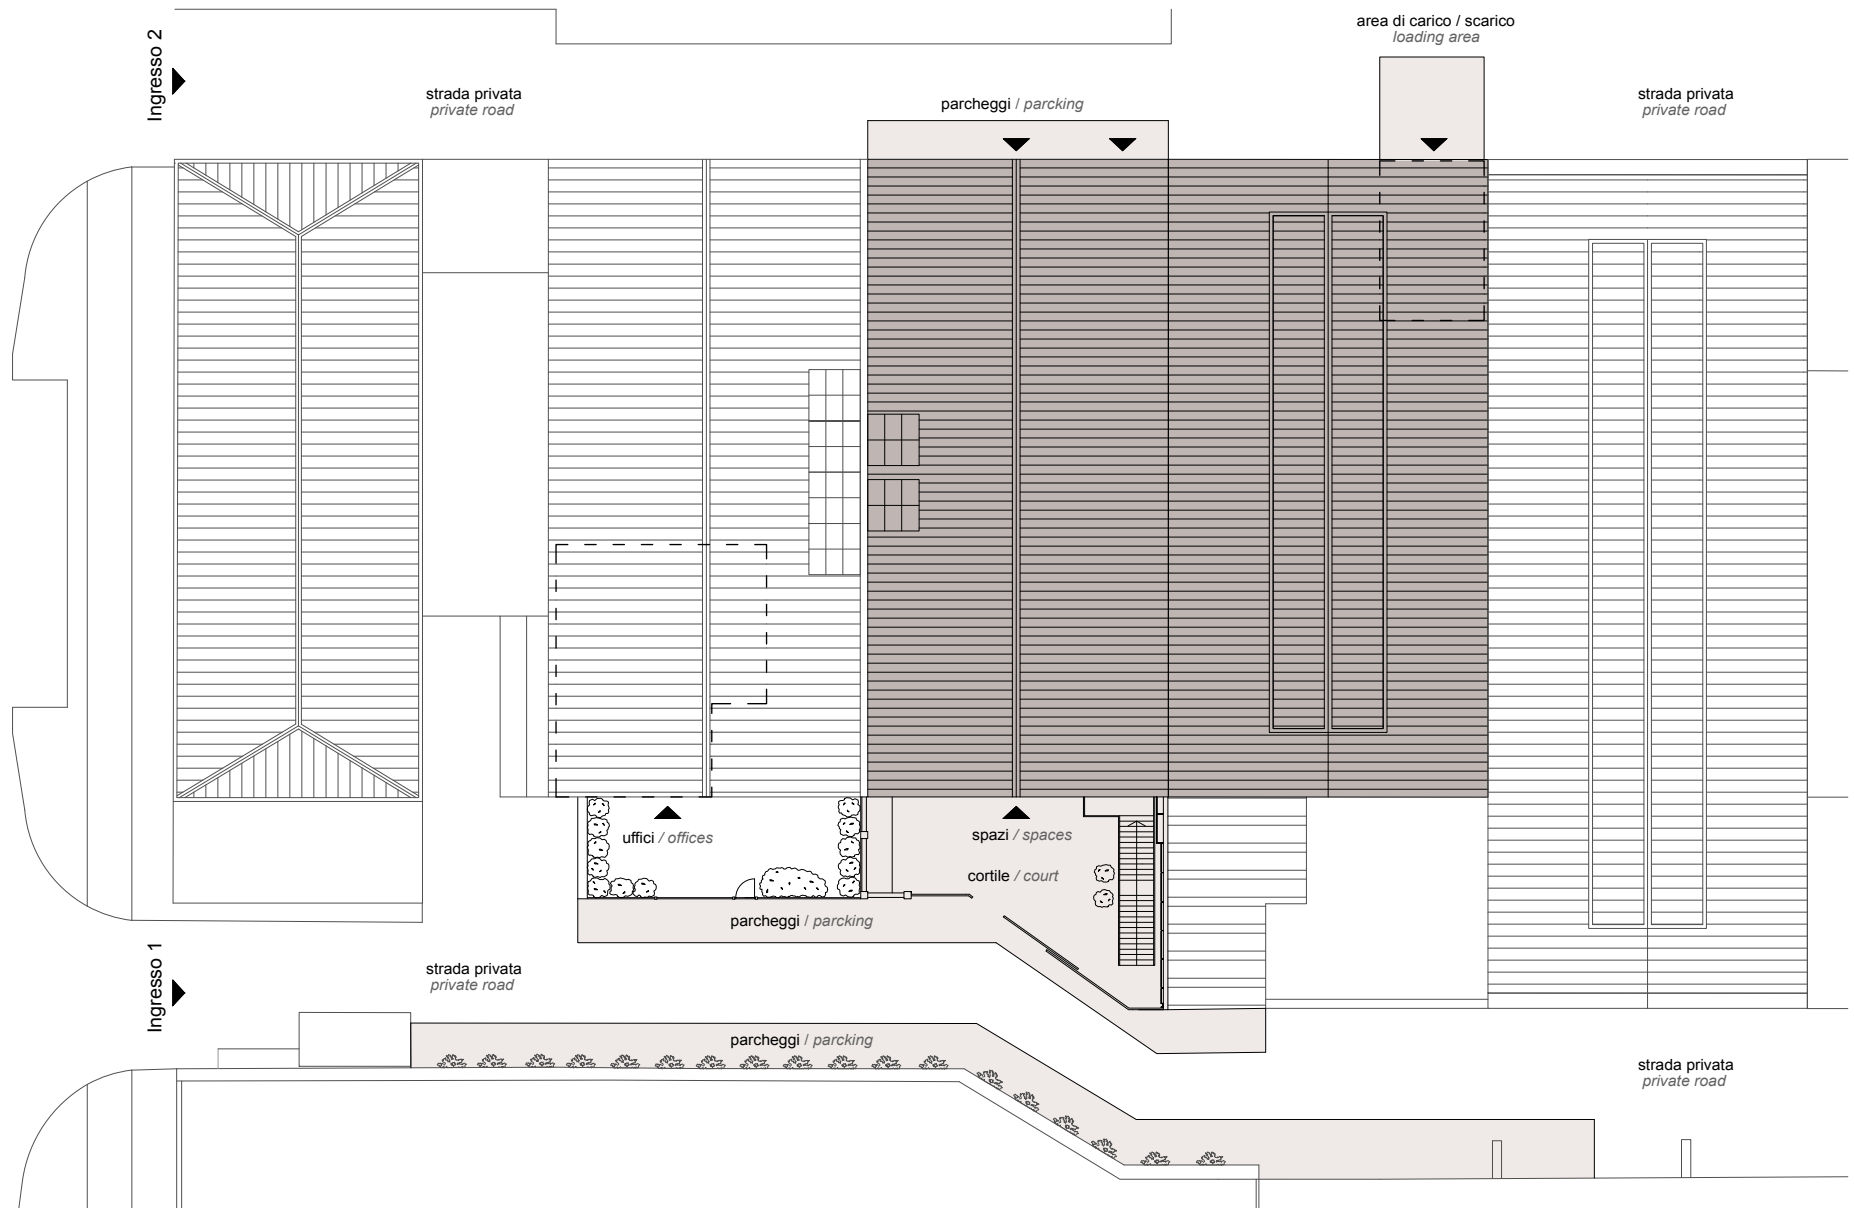 area di carico / scarico
loading area
Ingresso 2
strada privata
private road
parcheggi / parcking
strada privata
private road
uffici / offices
spazi / spaces
cortile / court
parcheggi / parcking
Ingresso 1
strada privata
private road
parcheggi / parcking
strada privata
private road